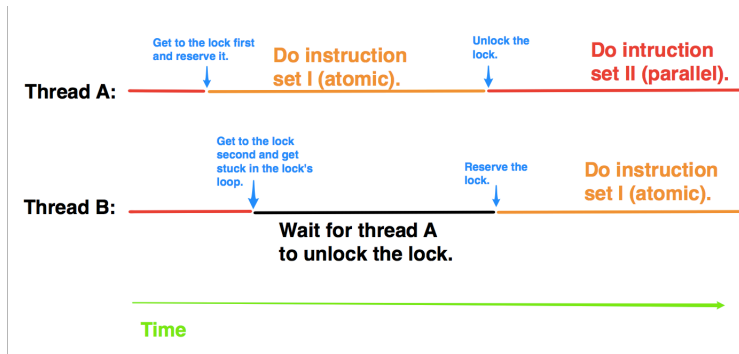 Get to the lock first
and reserve it.
Do instruction
set I (atomic).
Unlock the
lock.
Do intruction
set II (parallel).
Thread A:
Get to the lock
second and get
stuck in the lock's
loop.
Reserve the
lock.
Do instruction
set I (atomic).
Thread B:
Wait for thread A
to unlock the lock.
Time